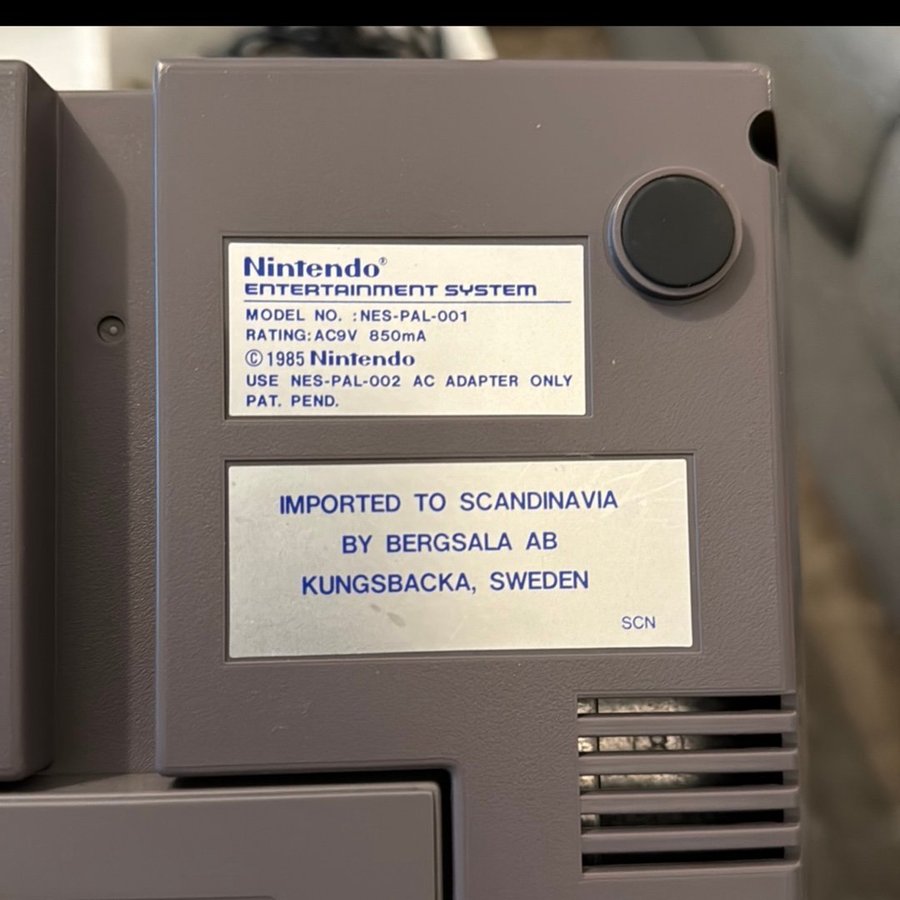 Nintendo®
ENTERTAINMENT SYSTEM
MODEL NO. :NES-PAL-001
RATING:AC9V 850mA
©1985 Nintendo
USE NES-PAL-002 AC ADAPTER ONLY
PAT. PEND.
IMPORTED TO SCANDINAVIA
BY BERGSALA AB
KUNGSBACKA, SWEDEN
SCN